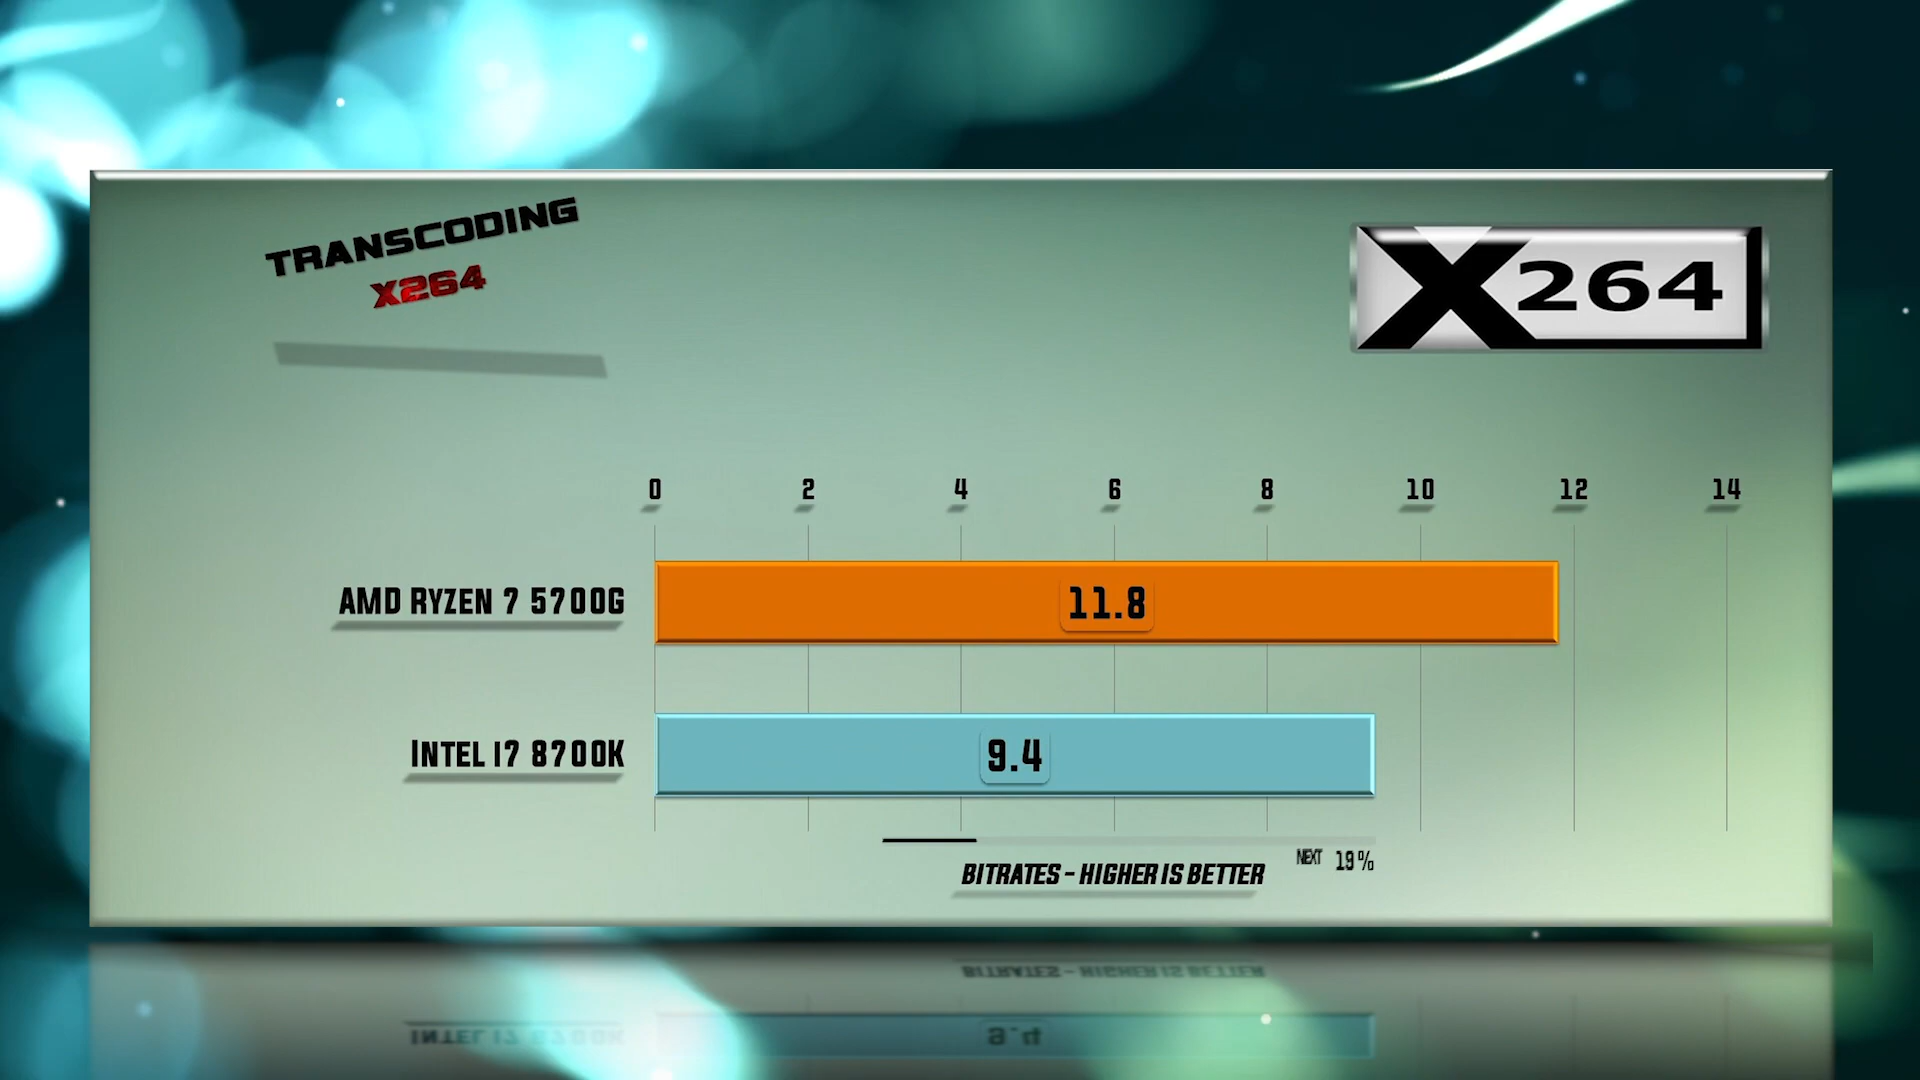 TRANSCODING
X264
X264
0 2 4 6 8 10 12 14
AMD RYZEN 7 5700G
11.8
INTEL I7 8700K
9.4
NEXT 19%
BITRATES - HIGHER IS BETTER